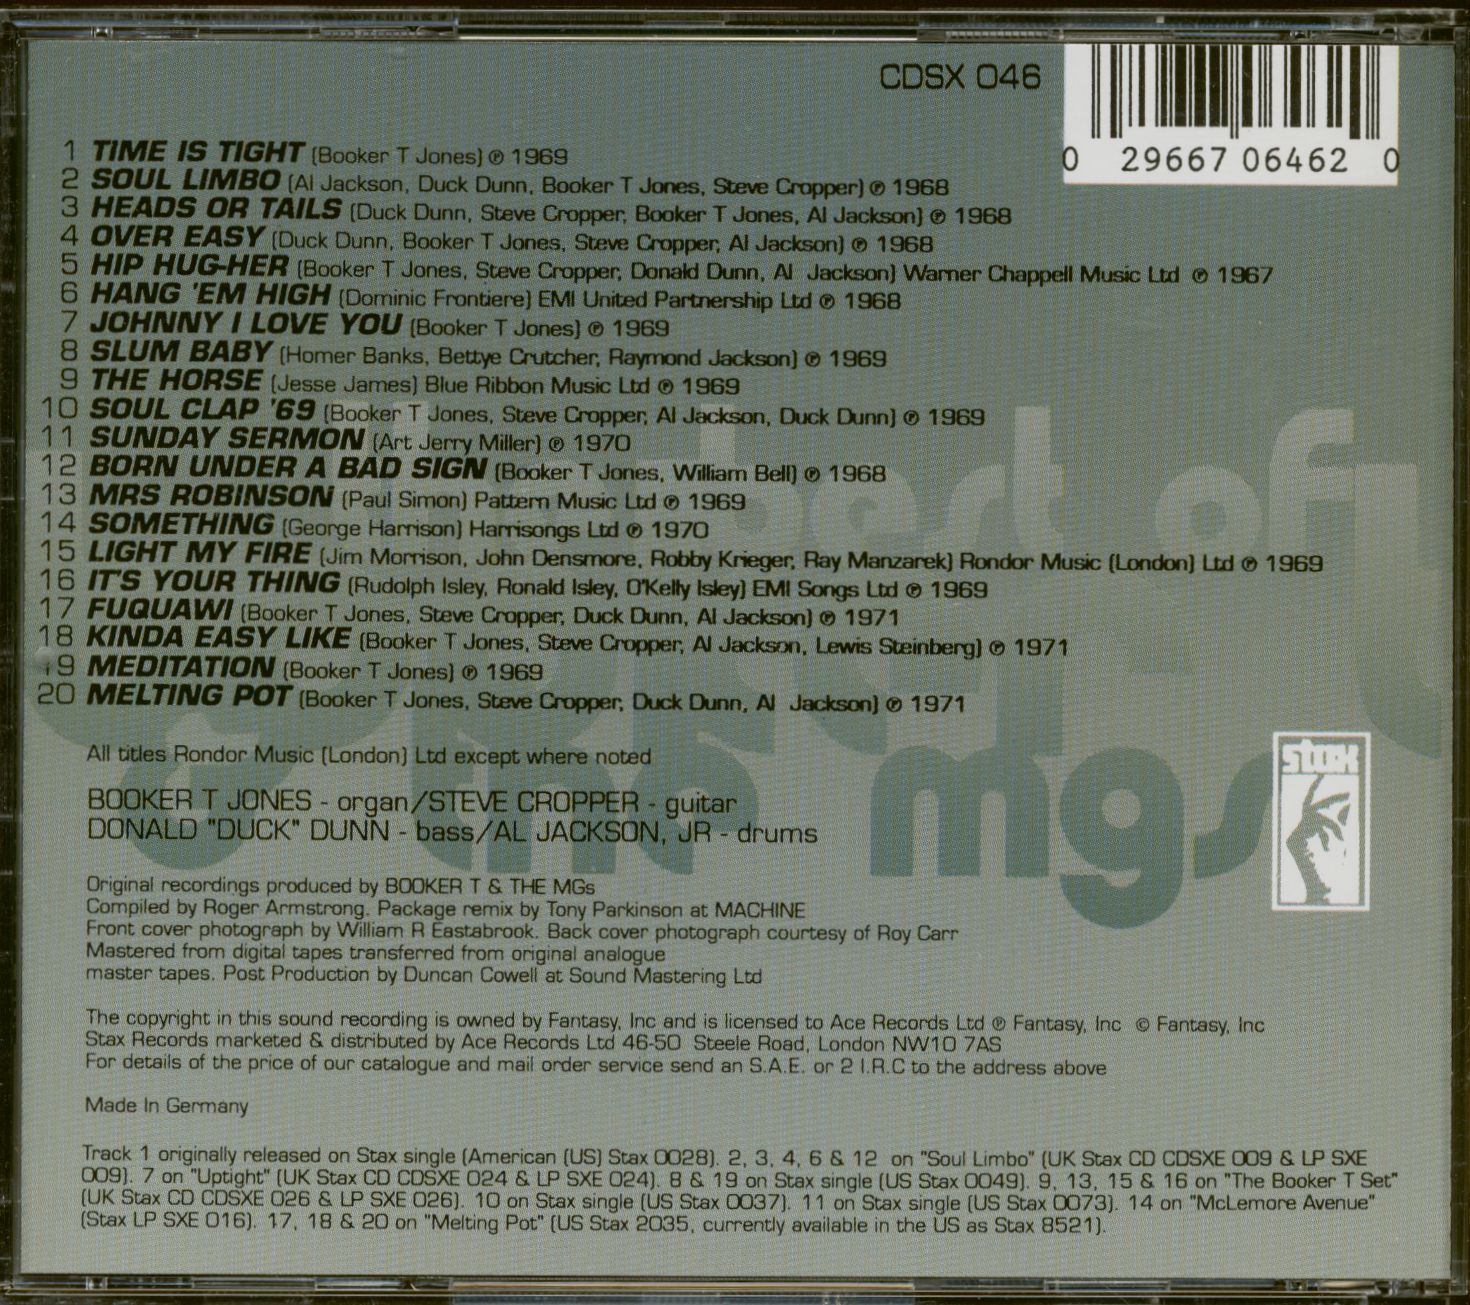 CDSX 046
0 29667 06462 0
1 TIME IS TIGHT (Booker T Jones) ℗ 1969
2 SOUL LIMBO (Al Jackson, Duck Dunn, Booker T Jones, Steve Cropper) ℗ 1968
3 HEADS OR TAILS (Duck Dunn, Steve Cropper, Booker T Jones, Al Jackson) ℗ 1968
4 OVER EASY (Duck Dunn, Booker T Jones, Steve Cropper, Al Jackson) ℗ 1968
5 HIP HUG-HER (Booker T Jones, Steve Cropper, Donald Dunn, Al Jackson) Warner Chappell Music Ltd ℗ 1967
6 HANG 'EM HIGH (Dominic Frontiere) EMI United Partnership Ltd ℗ 1968
7 JOHNNY I LOVE YOU (Booker T Jones) ℗ 1969
8 SLUM BABY (Homer Banks, Bettye Crutcher, Raymond Jackson) ℗ 1969
9 THE HORSE (Jesse James) Blue Ribbon Music Ltd ℗ 1969
10 SOUL CLAP '69 (Booker T Jones, Steve Cropper, Al Jackson, Duck Dunn) ℗ 1969
11 SUNDAY SERMON (Art Jerry Miller) ℗ 1970
12 BORN UNDER A BAD SIGN (Booker T Jones, William Bell) ℗ 1968
13 MRS ROBINSON (Paul Simon) Pattern Music Ltd ℗ 1969
14 SOMETHING (George Harrison) Harrisongs Ltd ℗ 1970
15 LIGHT MY FIRE (Jim Morrison, John Densmore, Robby Krieger, Ray Manzarek) Rondor Music (London) Ltd ℗ 1969
16 IT'S YOUR THING (Rudolph Isley, Ronald Isley, O'Kelly Isley) EMI Songs Ltd ℗ 1969
17 FUQUAWI (Booker T Jones, Steve Cropper, Duck Dunn, Al Jackson) ℗ 1971
18 KINDA EASY LIKE (Booker T Jones, Steve Cropper, Al Jackson, Lewis Steinberg) ℗ 1971
19 MEDITATION (Booker T Jones) ℗ 1969
20 MELTING POT (Booker T Jones, Steve Cropper, Duck Dunn, Al Jackson) ℗ 1971
best of
& the mgs
All titles Rondor Music (London) Ltd except where noted
stax
BOOKER T JONES - organ/STEVE CROPPER - guitar
DONALD "DUCK" DUNN - bass/AL JACKSON, JR - drums
Original recordings produced by BOOKER T & THE MGs
Compiled by Roger Armstrong. Package remix by Tony Parkinson at MACHINE
Front cover photograph by William R Eastabrook. Back cover photograph courtesy of Roy Carr
Mastered from digital tapes transferred from original analogue
master tapes. Post Production by Duncan Cowell at Sound Mastering Ltd
The copyright in this sound recording is owned by Fantasy, Inc and is licensed to Ace Records Ltd ℗ Fantasy, Inc © Fantasy, Inc
Stax Records marketed & distributed by Ace Records Ltd 46-50 Steele Road, London NW10 7AS
For details of the price of our catalogue and mail order service send an S.A.E. or 2 I.R.C to the address above
Made In Germany
Track 1 originally released on Stax single (American (US) Stax 0028). 2, 3, 4, 6 & 12 on "Soul Limbo" (UK Stax CD CDSXE 009 & LP SXE
009). 7 on "Uptight" (UK Stax CD CDSXE 024 & LP SXE 024). 8 & 19 on Stax single (US Stax 0049). 9, 13, 15 & 16 on "The Booker T Set"
(UK Stax CD CDSXE 026 & LP SXE 026). 10 on Stax single (US Stax 0037). 11 on Stax single (US Stax 0073). 14 on "McLemore Avenue"
(Stax LP SXE 016). 17, 18 & 20 on "Melting Pot" (US Stax 2035, currently available in the US as Stax 8521).